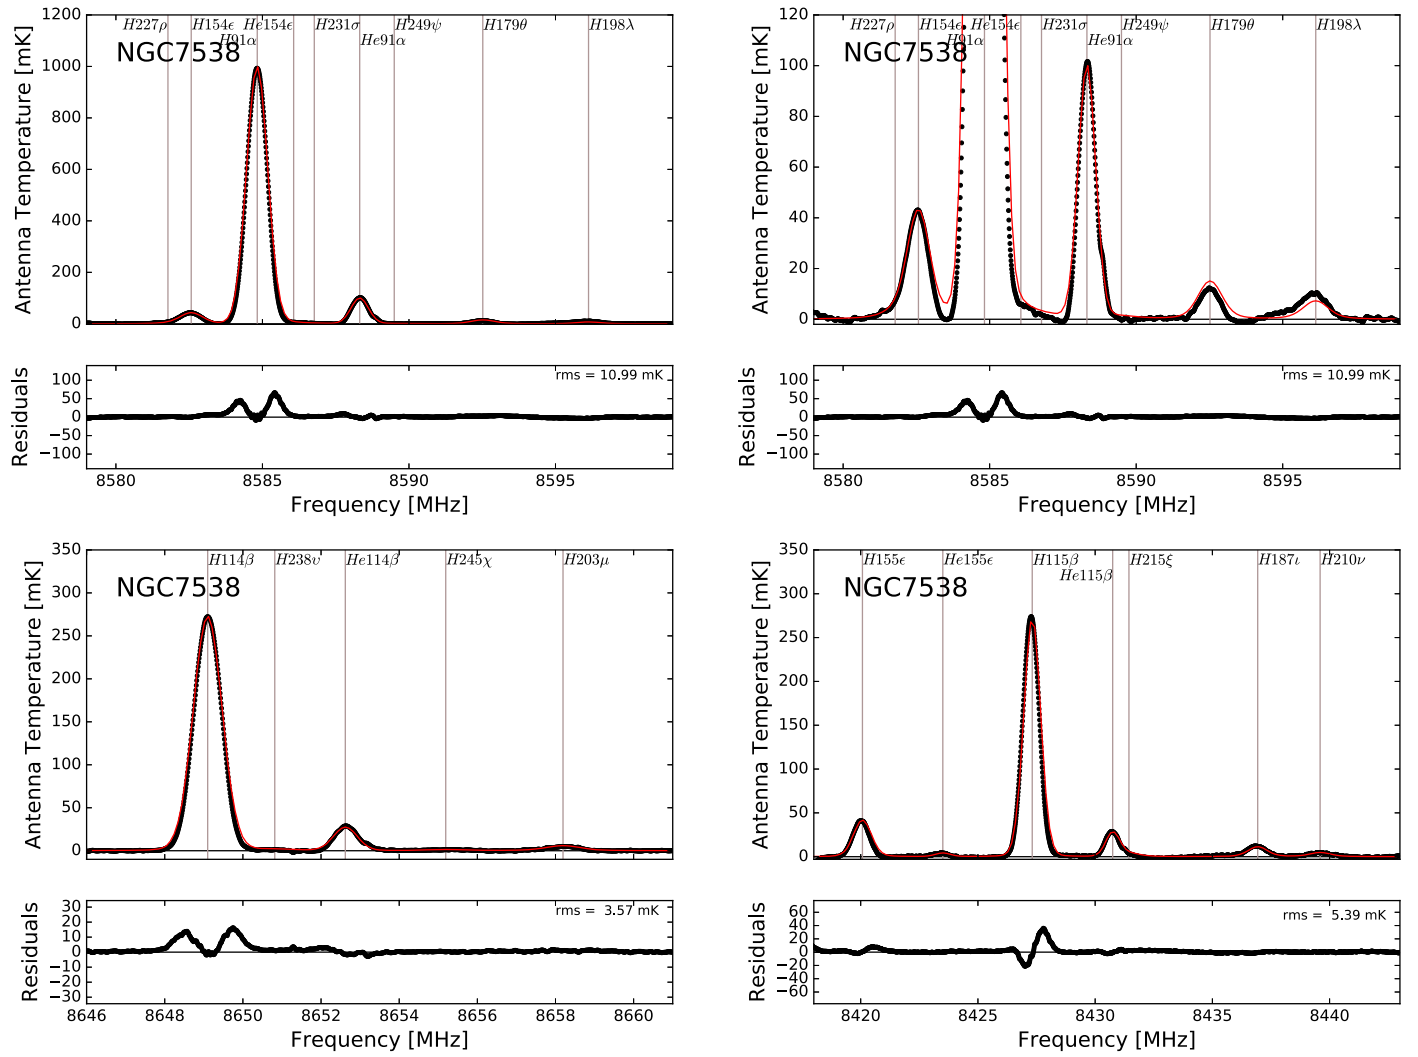 H227ρ H154ϵ He154ϵ H231σ H249ψ H179θ H198λ
H91α He91α
NGC7538
Antenna Temperature [mK]
1200
1000
800
600
400
200
0
rms = 10.99 mK
Residuals
100
50
0
−50
−100
8580 8585 8590 8595
Frequency [MHz]
H227ρ H154ϵ He154ϵ H231σ H249ψ H179θ H198λ
H91α He91α
NGC7538
Antenna Temperature [mK]
120
100
80
60
40
20
0
rms = 10.99 mK
Residuals
100
50
0
−50
−100
8580 8585 8590 8595
Frequency [MHz]
H114β H238υ He114β H245χ H203μ
NGC7538
Antenna Temperature [mK]
350
300
250
200
150
100
50
0
rms = 3.57 mK
Residuals
30
20
10
0
−10
−20
−30
8646 8648 8650 8652 8654 8656 8658 8660
Frequency [MHz]
H155ϵ He155ϵ H115β H215ξ H187ι H210ν
He115β
NGC7538
Antenna Temperature [mK]
350
300
250
200
150
100
50
0
rms = 5.39 mK
Residuals
60
40
20
0
−20
−40
−60
8420 8425 8430 8435 8440
Frequency [MHz]